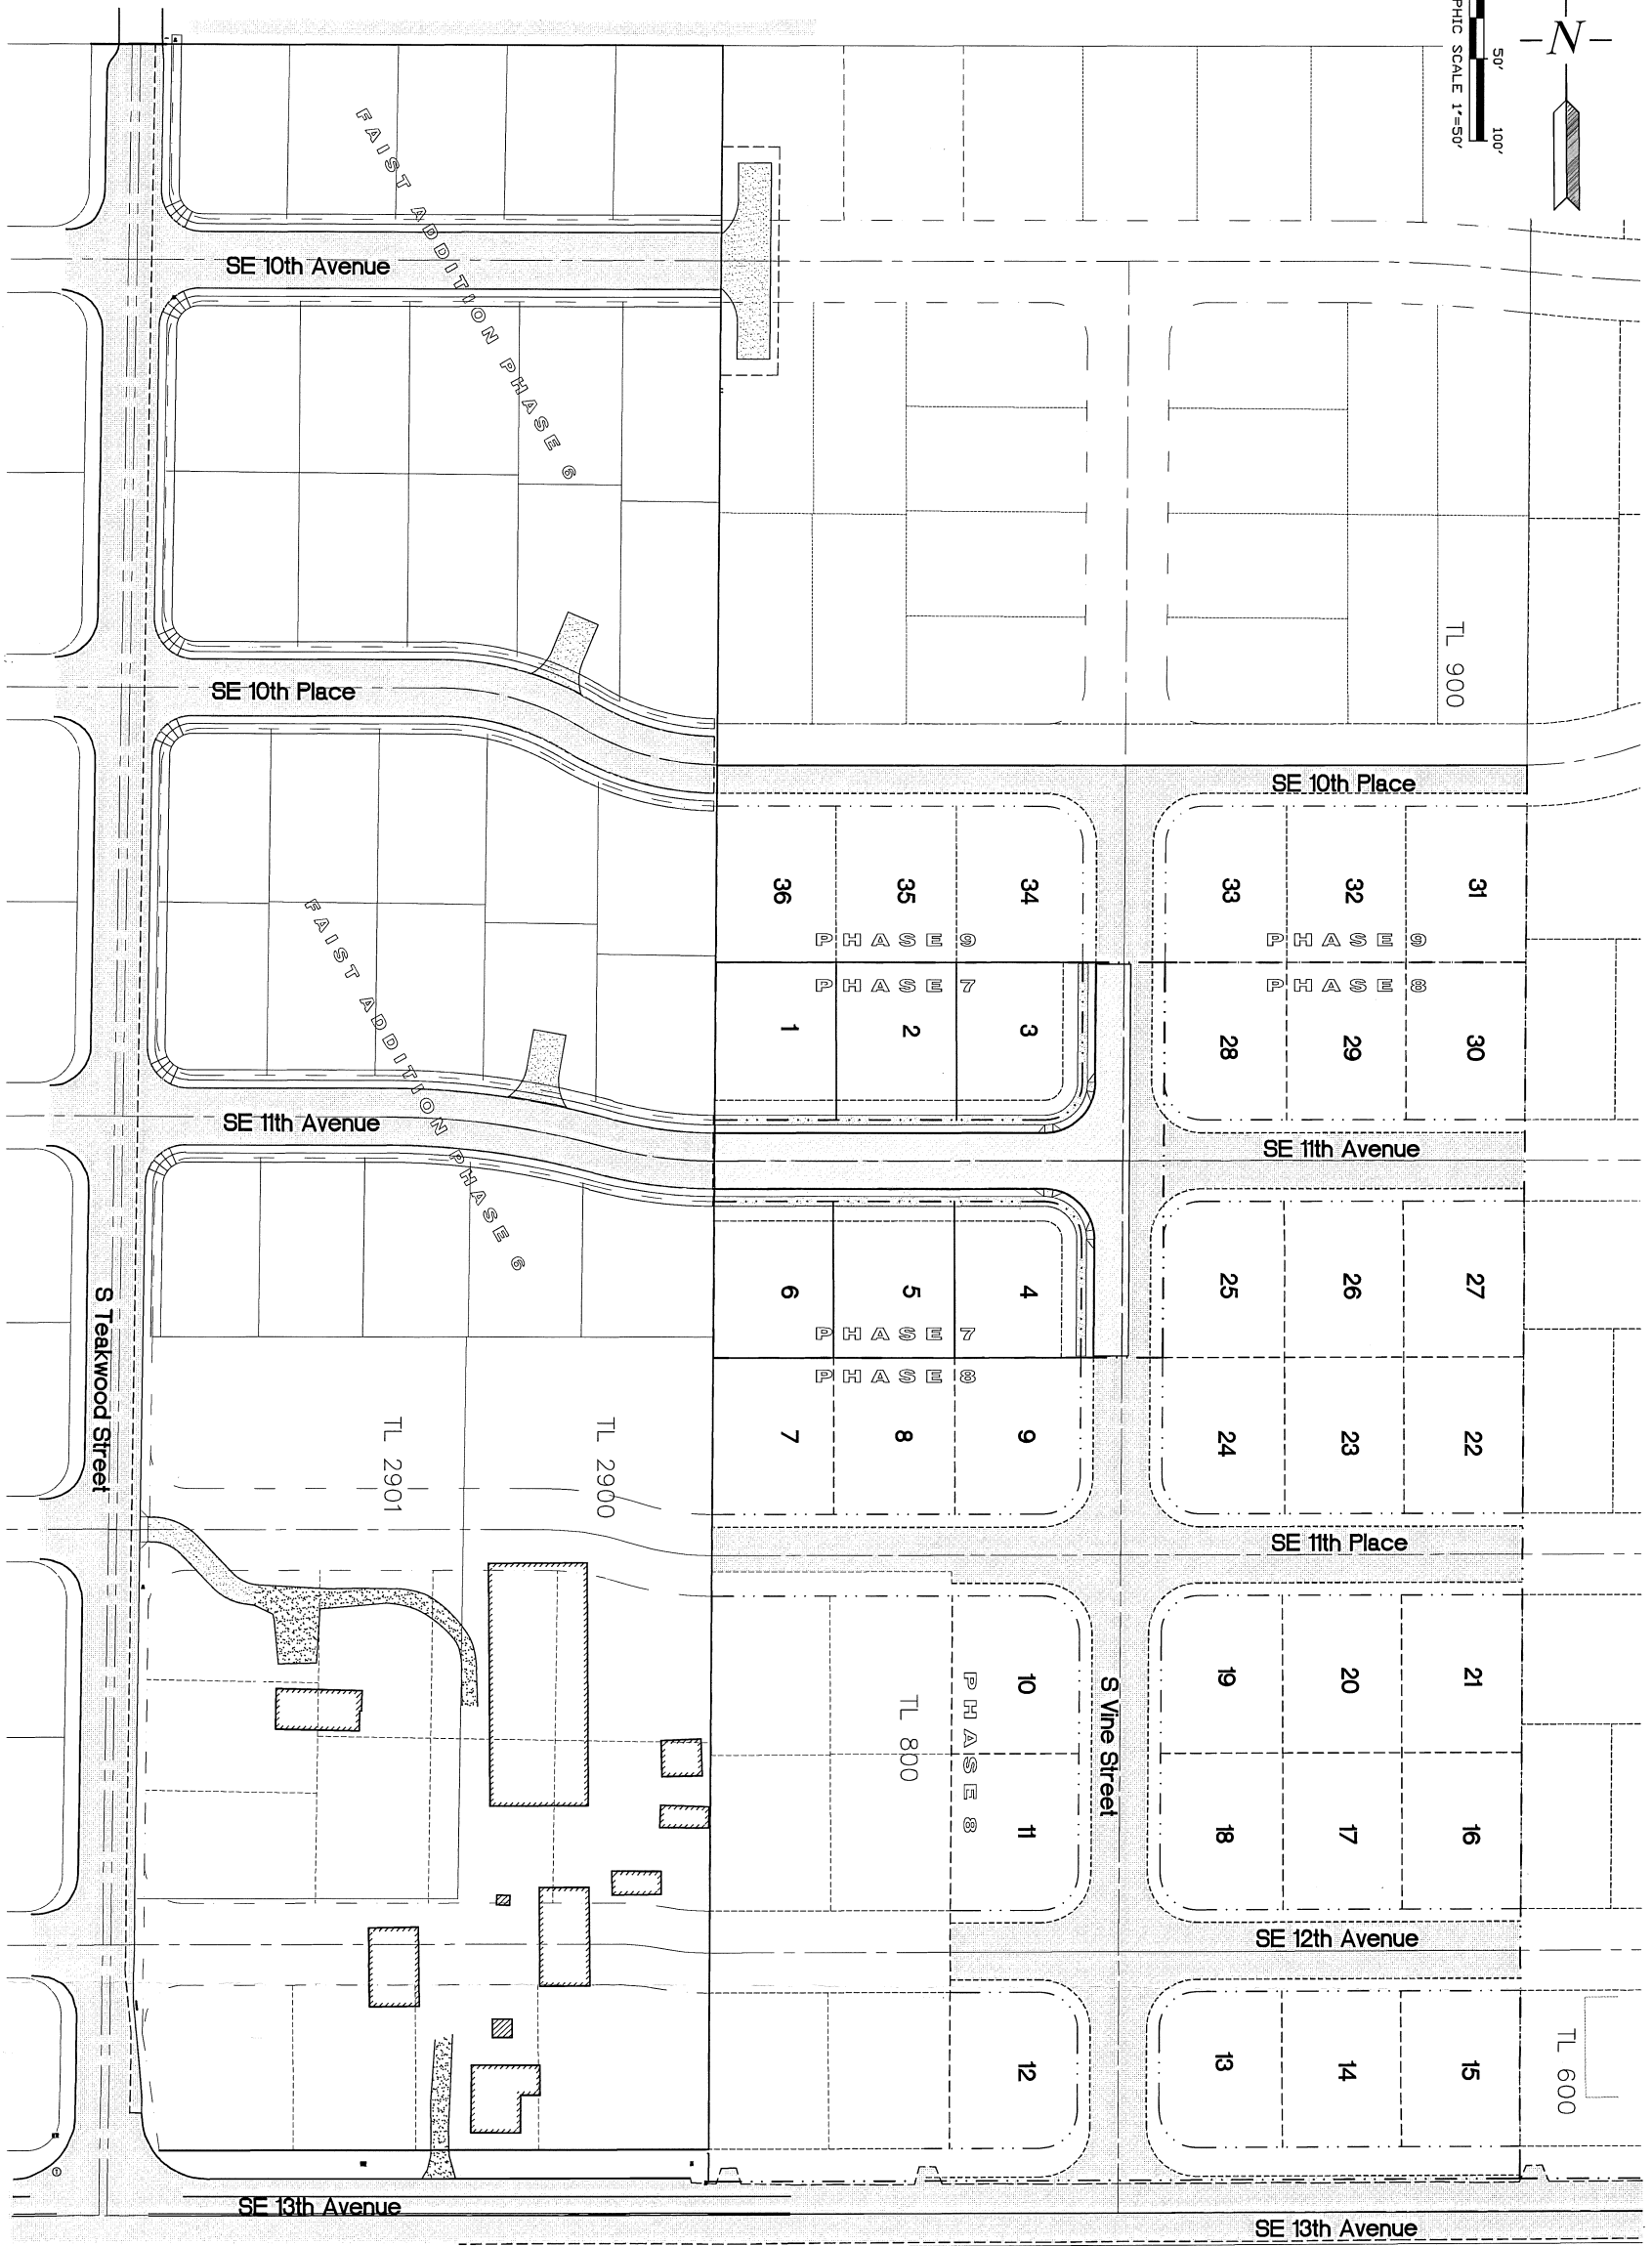 N
50'
100'
PHIC SCALE 1"=50'
FAIST ADDITION PHASE 6
SE 10th Avenue
TL 900
SE 10th Place
SE 10th Place
36
35
34
33
32
31
PHASE 9
PHASE 9
PHASE 7
PHASE 8
1
2
3
28
29
30
FAIST ADDITION PHASE 6
SE 11th Avenue
SE 11th Avenue
6
5
4
25
26
27
PHASE 7
PHASE 8
S Teakwood Street
TL 2901
TL 2900
7
8
9
24
23
22
SE 11th Place
10
19
20
21
TL 800
PHASE 8
S Vine Street
11
18
17
16
SE 12th Avenue
12
13
14
15
TL 600
SE 13th Avenue
SE 13th Avenue